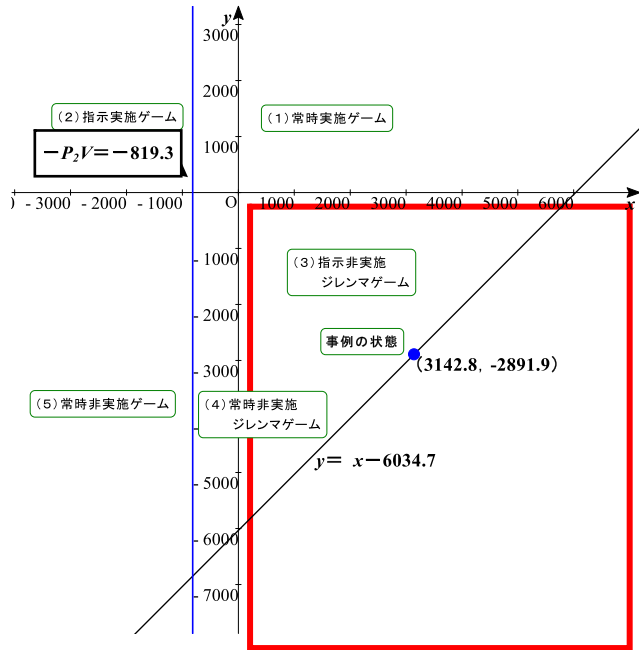 y
3000
2000
(2)指示実施ゲーム
(1)常時実施ゲーム
1000
－P₂V＝－819.3
) - 3000 - 2000 - 1000 O 1000 2000 3000 4000 5000 6000 x
- 1000
(3)指示非実施
ジレンマゲーム
- 2000
事例の状態
- 3000
(3142.8, -2891.9)
(5)常時非実施ゲーム
(4)常時非実施
ジレンマゲーム
y＝ x－6034.7
- 5000
- 6000
- 7000